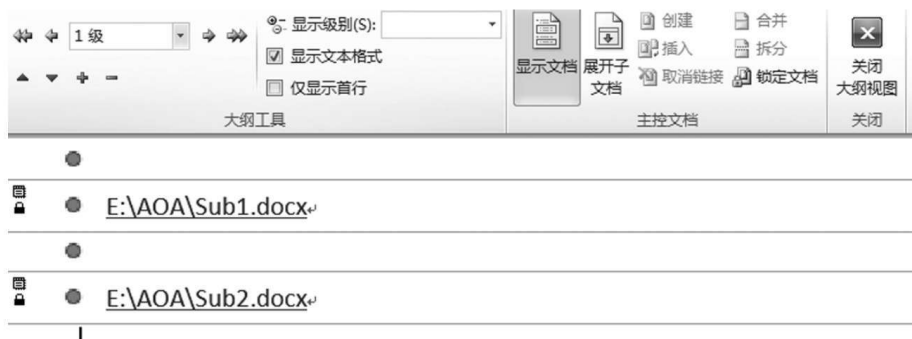 1 级
显示级别(S):
显示文本格式
仅显示首行
大纲工具
显示文档
展开子
文档
创建
插入
取消链接
合并
拆分
锁定文档
主控文档
关闭
大纲视图
关闭
E:\AOA\Sub1.docx
E:\AOA\Sub2.docx